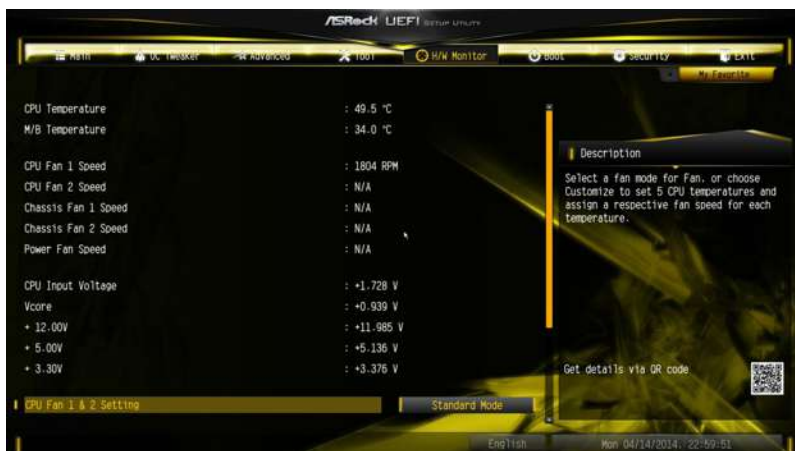 ASRock UEFI SETUP UTILITY
Main OC Tweaker Advanced Tool H/W Monitor Boot Security Exit
My Favorite
CPU Temperature : 49.5 °C
M/B Temperature : 34.0 °C
CPU Fan 1 Speed : 1804 RPM
CPU Fan 2 Speed : N/A
Chassis Fan 1 Speed : N/A
Chassis Fan 2 Speed : N/A
Power Fan Speed : N/A
CPU Input Voltage : +1.728 V
Vcore : +0.939 V
+ 12.00V : +11.985 V
+ 5.00V : +5.136 V
+ 3.30V : +3.376 V
CPU Fan 1 & 2 Setting Standard Mode
Description
Select a fan mode for Fan. or choose
Customize to set 5 CPU temperatures and
assign a respective fan speed for each
temperature.
Get details via QR code
English Mon 04/14/2014. 22:59:51